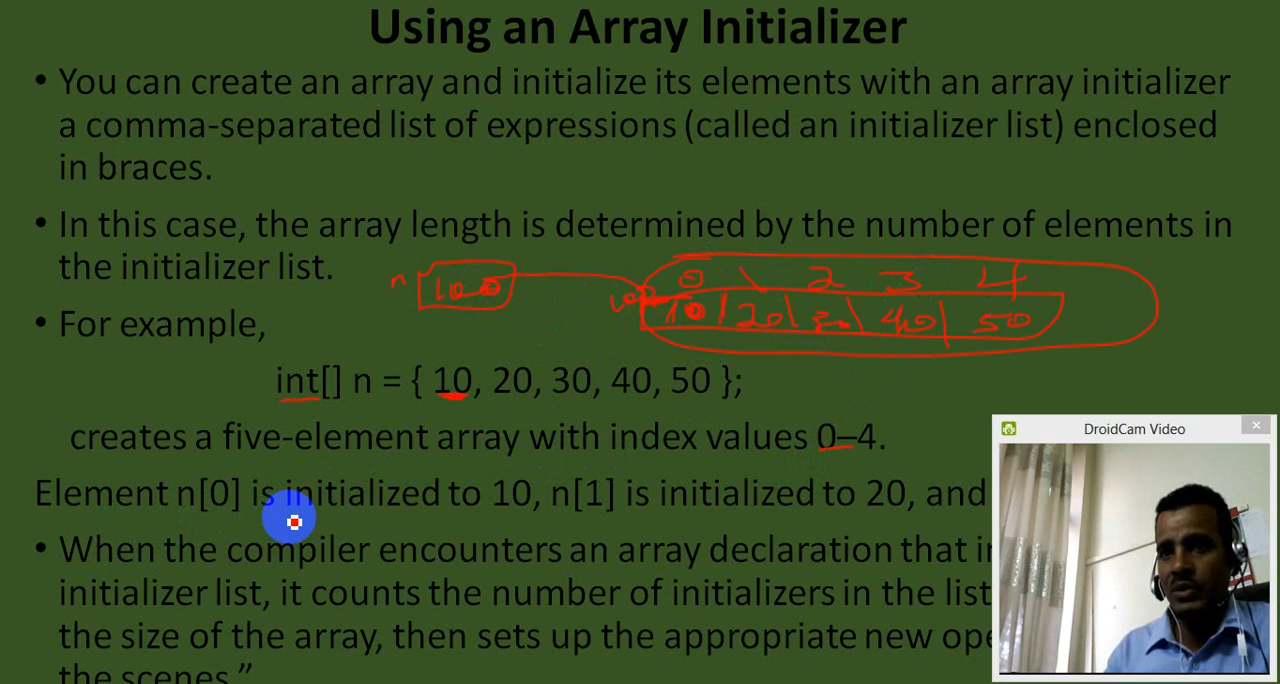 Using an Array Initializer
• You can create an array and initialize its elements with an array initializer
a comma-separated list of expressions (called an initializer list) enclosed
in braces.
• In this case, the array length is determined by the number of elements in
the initializer list.
n 100
0 1 2 3 4
10 20 30 40 50
• For example,
int[] n = { 10, 20, 30, 40, 50 };
creates a five-element array with index values 0–4.
DroidCam Video
Element n[0] is initialized to 10, n[1] is initialized to 20, and
• When the compiler encounters an array declaration that
initializer list, it counts the number of initializers in the list
the size of the array, then sets up the appropriate new
the scenes.”